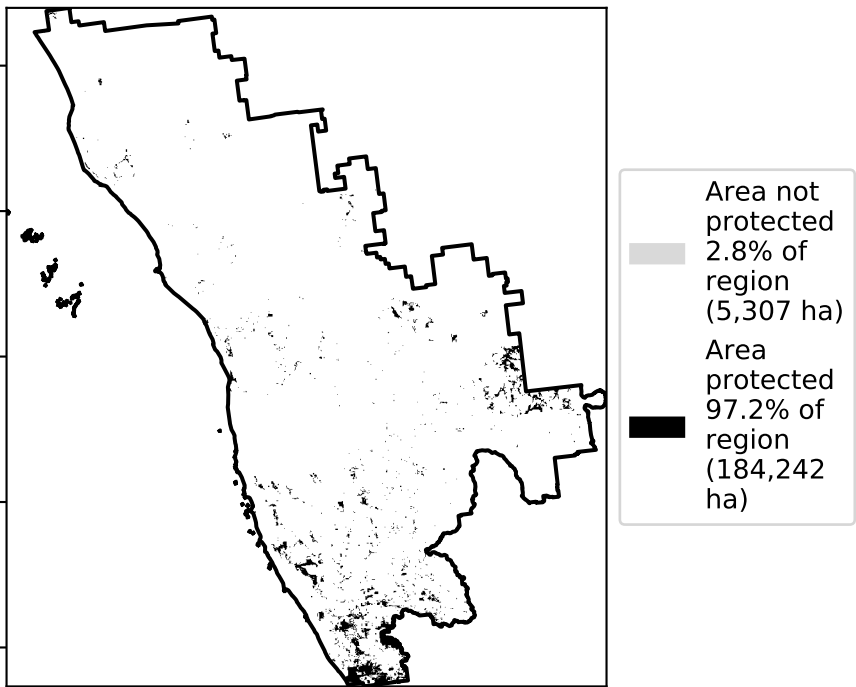 Area not
protected
2.8% of
region
(5,307 ha)
Area
protected
97.2% of
region
(184,242
ha)